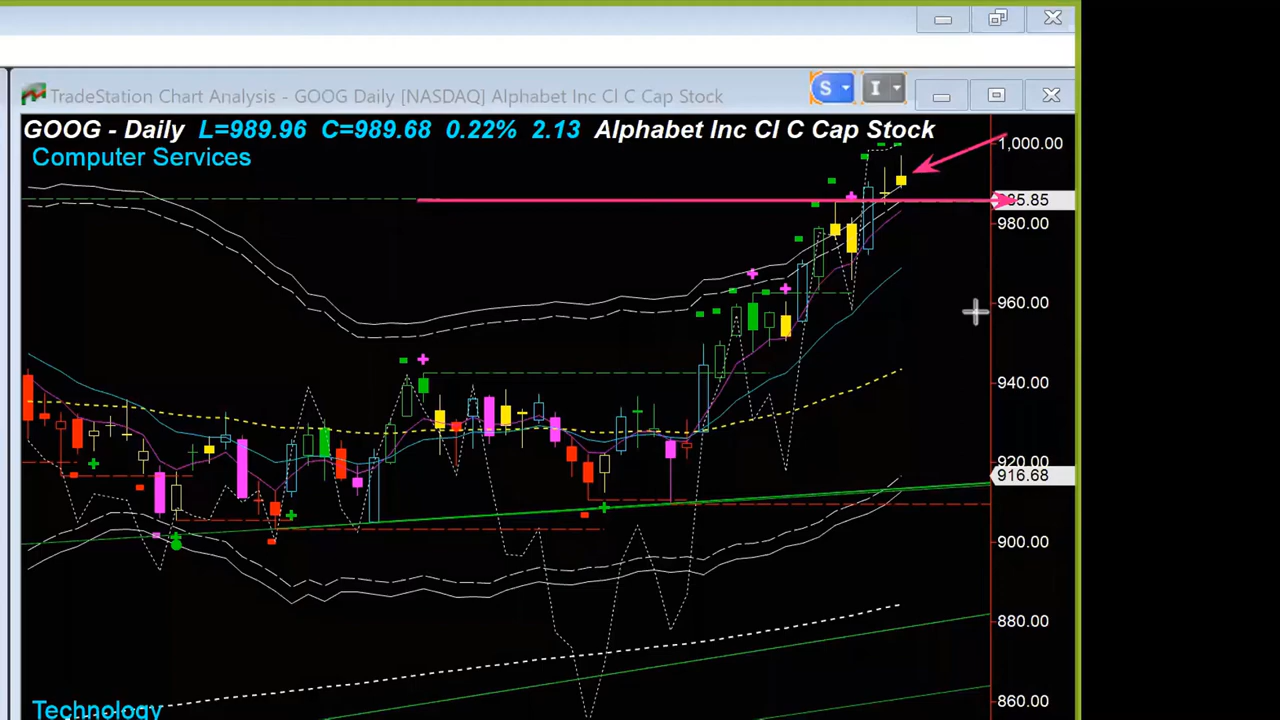 TradeStation Chart Analysis - GOOG Daily [NASDAQ] Alphabet Inc Cl C Cap Stock
S
I
GOOG - Daily L=989.96 C=989.68 0.22% 2.13 Alphabet Inc Cl C Cap Stock
Computer Services
1,000.00
980.00
960.00
940.00
920.00
916.68
900.00
880.00
860.00
Technology